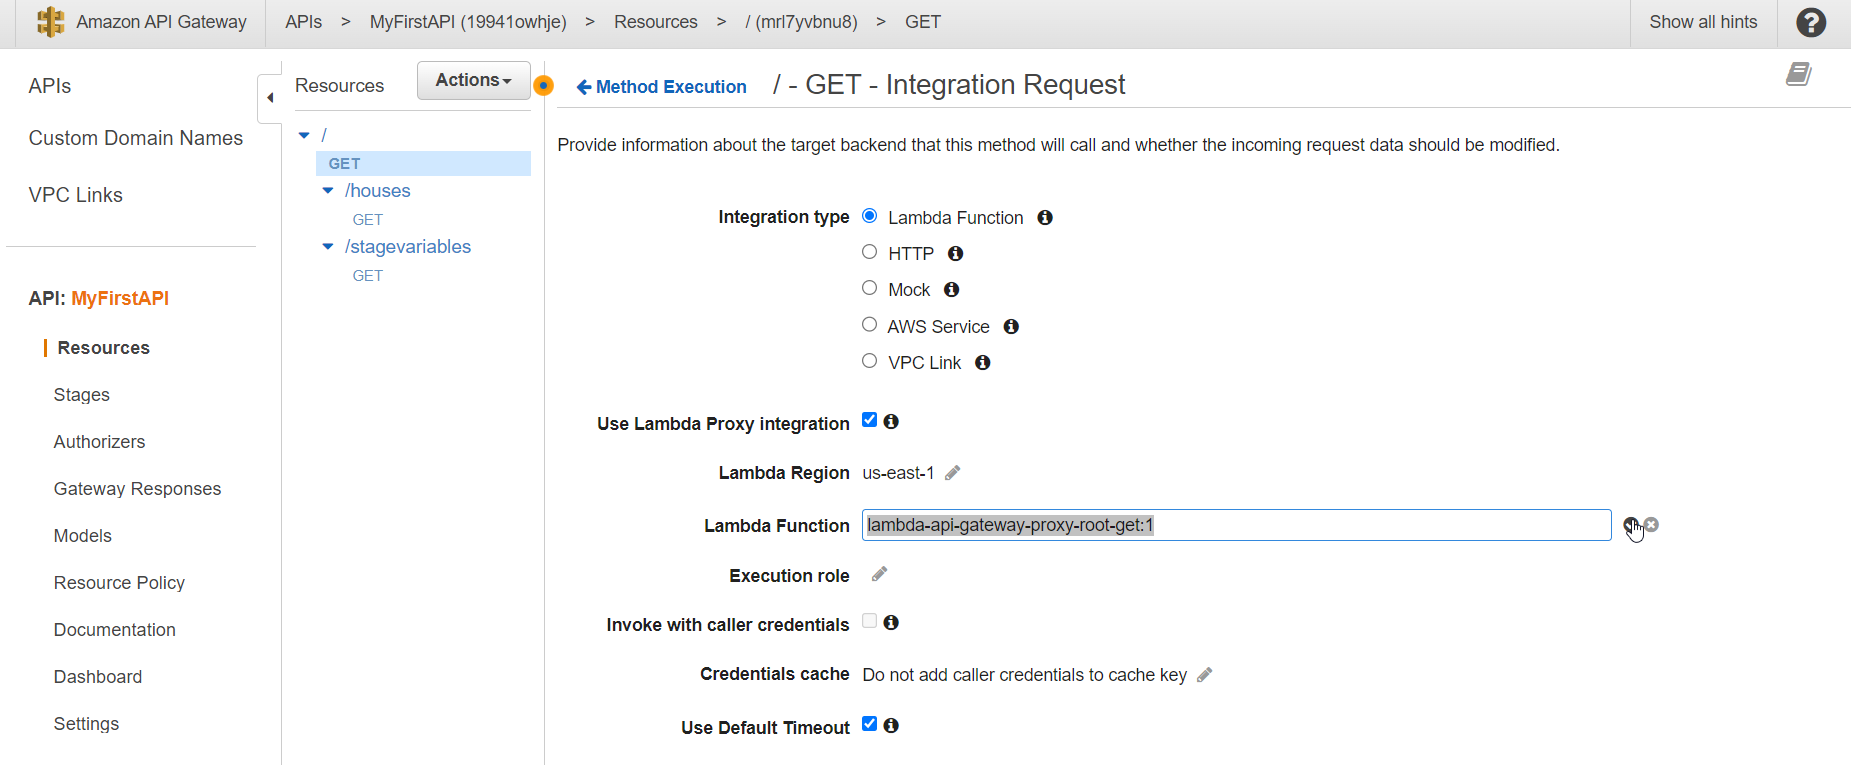 Amazon API Gateway
APIs > MyFirstAPI (19941owhje) > Resources > / (mrl7yvbnu8) > GET
Show all hints
?
APIs
Custom Domain Names
VPC Links
API: MyFirstAPI
Resources
Stages
Authorizers
Gateway Responses
Models
Resource Policy
Documentation
Dashboard
Settings
Resources
Actions
/
GET
/houses
GET
/stagevariables
GET
Method Execution / - GET - Integration Request
Provide information about the target backend that this method will call and whether the incoming request data should be modified.
Integration type Lambda Function
HTTP
Mock
AWS Service
VPC Link
Use Lambda Proxy integration
Lambda Region us-east-1
Lambda Function lambda-api-gateway-proxy-root-get:1
Execution role
Invoke with caller credentials
Credentials cache Do not add caller credentials to cache key
Use Default Timeout